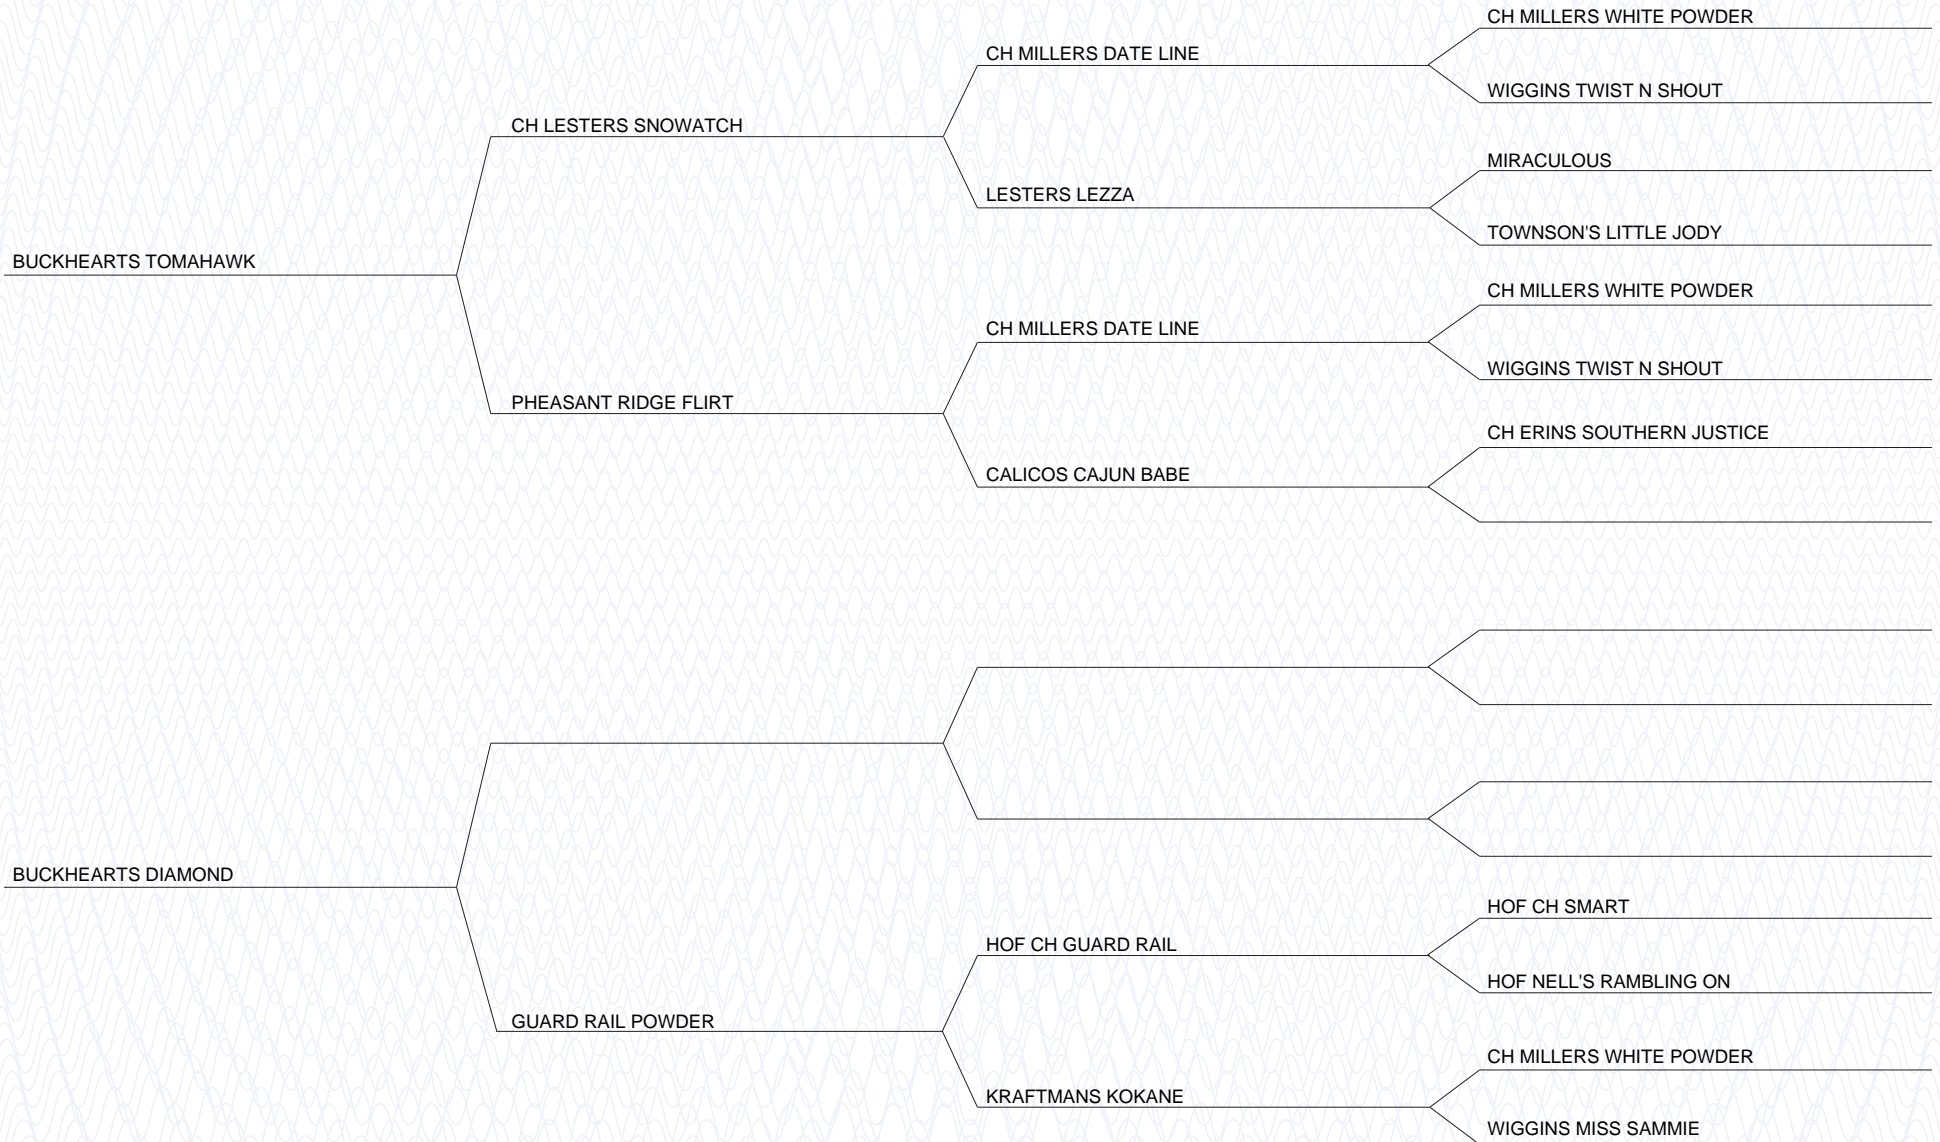 CH MILLERS WHITE POWDER
CH MILLERS DATE LINE
WIGGINS TWIST N SHOUT
CH LESTERS SNOWATCH
MIRACULOUS
LESTERS LEZZA
TOWNSON'S LITTLE JODY
BUCKHEARTS TOMAHAWK
CH MILLERS WHITE POWDER
CH MILLERS DATE LINE
WIGGINS TWIST N SHOUT
PHEASANT RIDGE FLIRT
CH ERINS SOUTHERN JUSTICE
CALICOS CAJUN BABE
BUCKHEARTS DIAMOND
HOF CH SMART
HOF CH GUARD RAIL
HOF NELL'S RAMBLING ON
GUARD RAIL POWDER
CH MILLERS WHITE POWDER
KRAFTMANS KOKANE
WIGGINS MISS SAMMIE